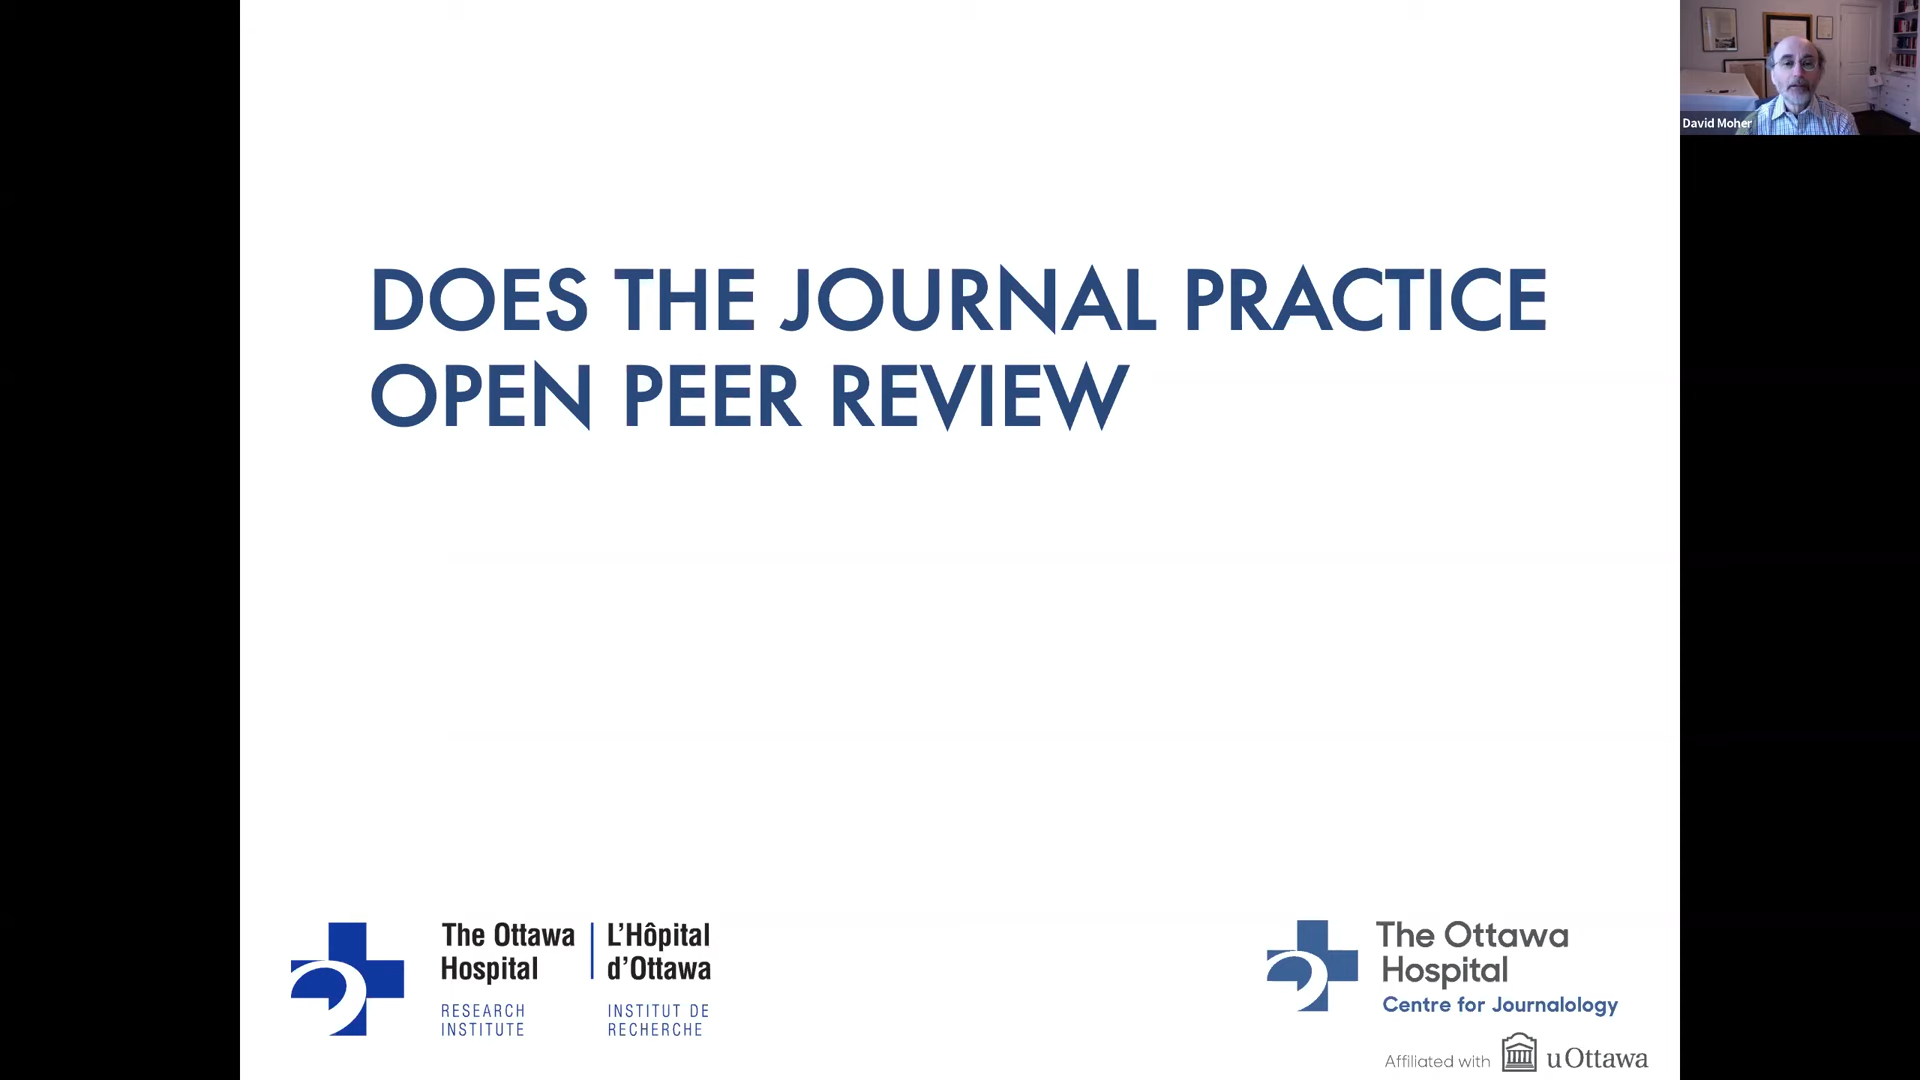 David Moher
DOES THE JOURNAL PRACTICE
OPEN PEER REVIEW
The Ottawa
Hospital
L'Hôpital
d'Ottawa
RESEARCH
INSTITUTE
INSTITUT DE
RECHERCHE
The Ottawa
Hospital
Centre for Journalology
Affiliated with
uOttawa